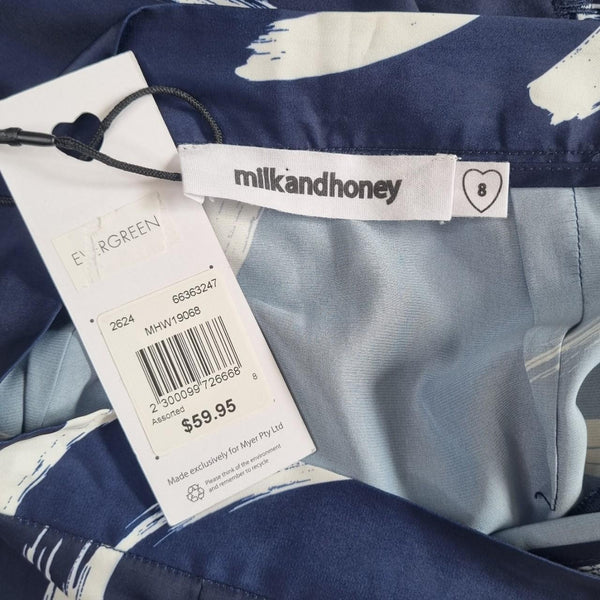 milkandhoney
8
EVERGREEN
2624 66363247
MHW19068
2 300099 726668 8
Assorted
$59.95
Made exclusively for Myer Pty Ltd
Please think of the environment
and remember to recycle